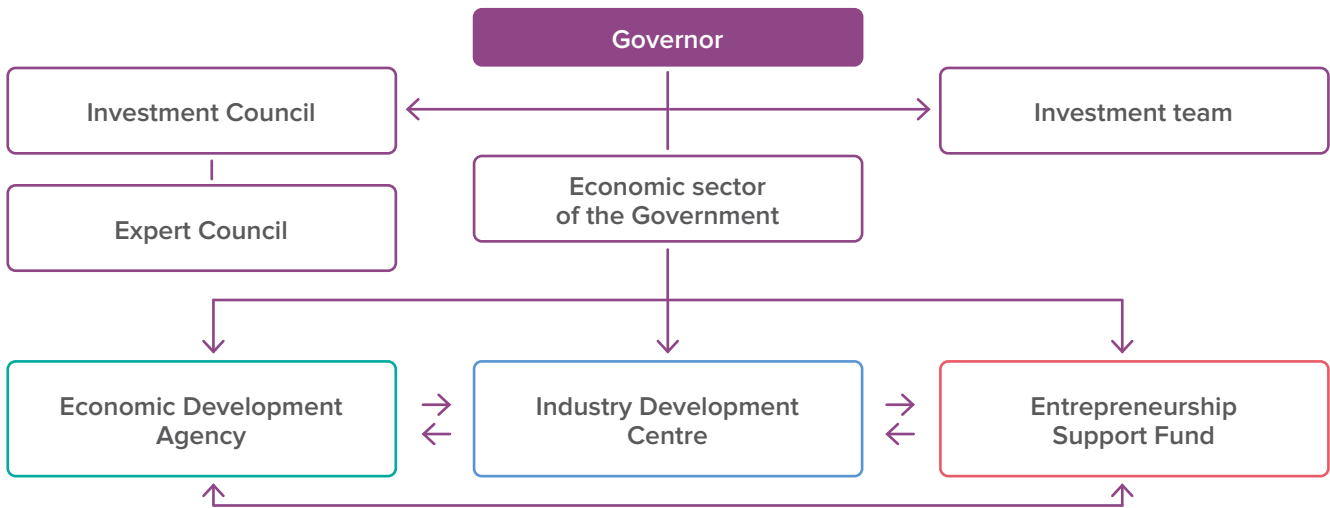 Governor
Investment Council
Investment team
Expert Council
Economic sector
of the Government
Economic Development
Agency
Industry Development
Centre
Entrepreneurship
Support Fund